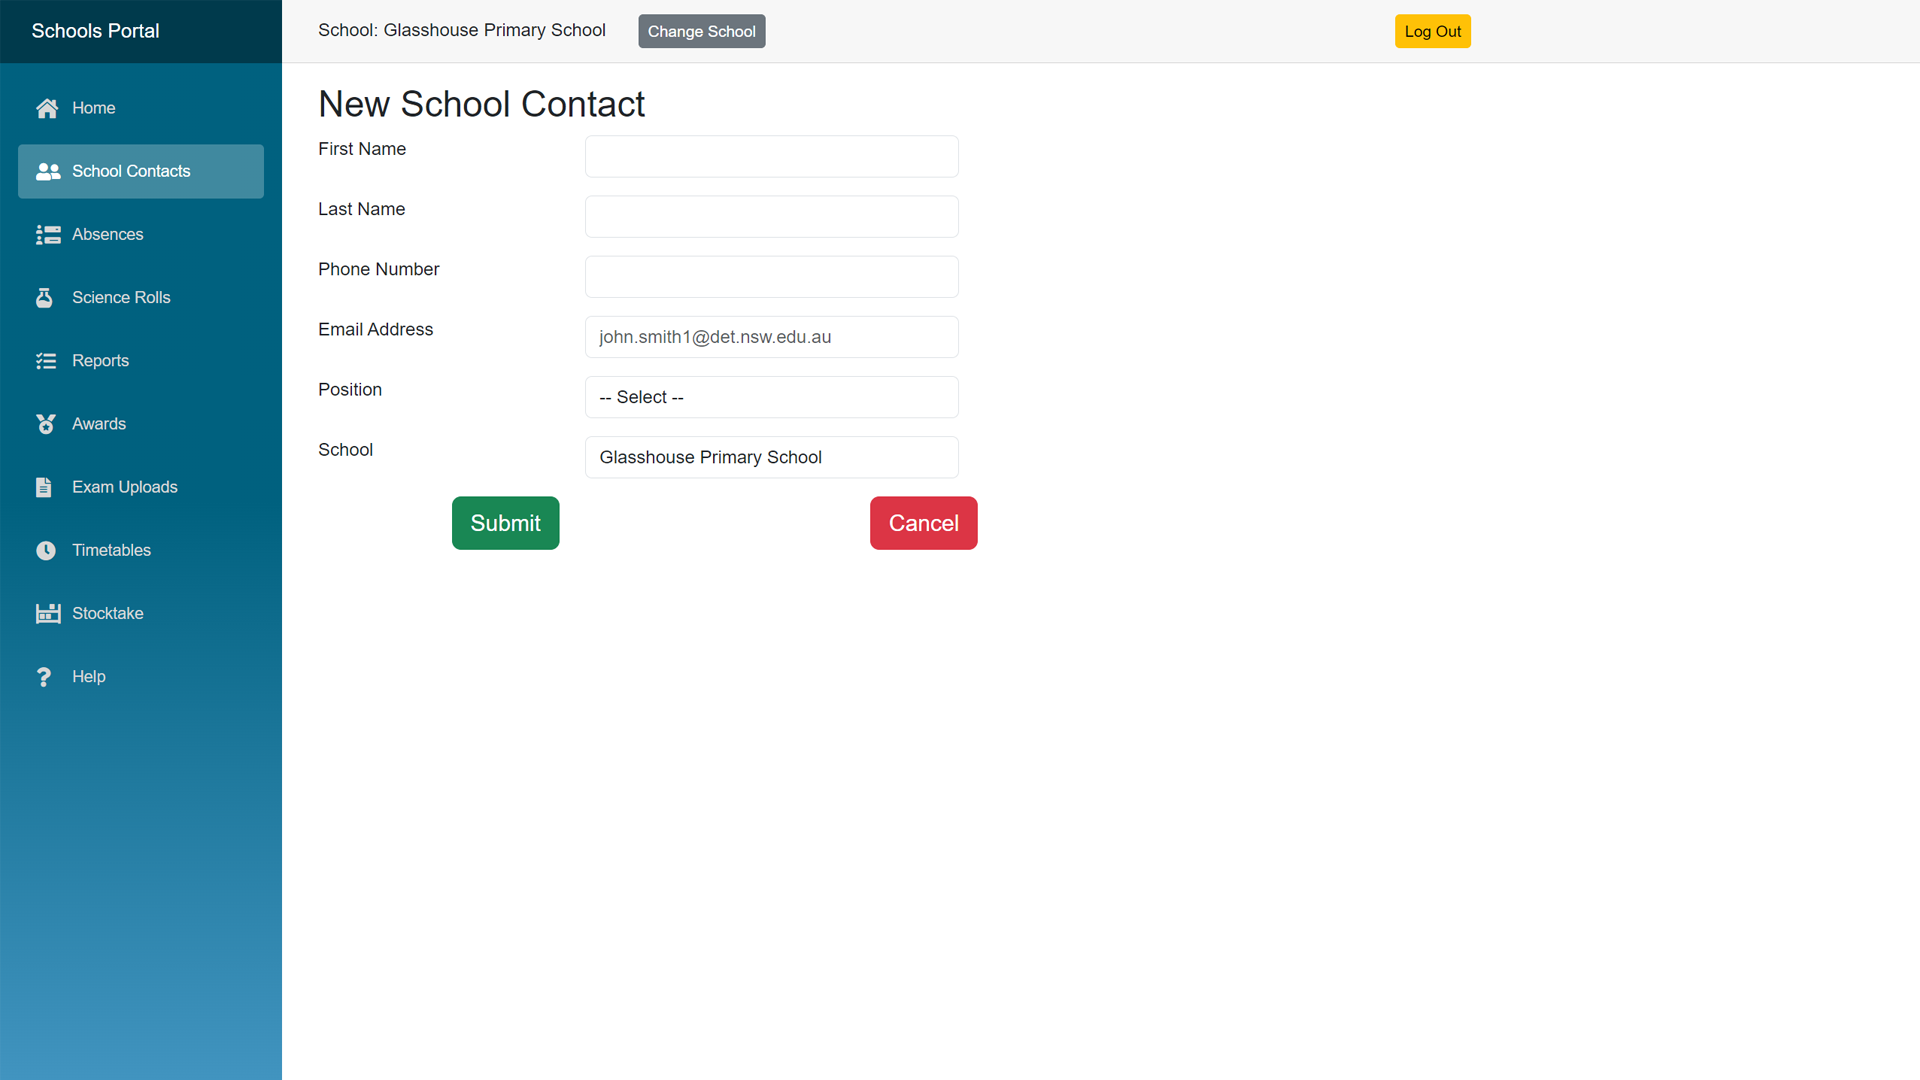 Schools Portal
School: Glasshouse Primary School
Change School
Log Out
Home
School Contacts
Absences
Science Rolls
Reports
Awards
Exam Uploads
Timetables
Stocktake
Help
New School Contact
First Name
Last Name
Phone Number
Email Address
john.smith1@det.nsw.edu.au
Position
-- Select --
School
Glasshouse Primary School
Submit
Cancel